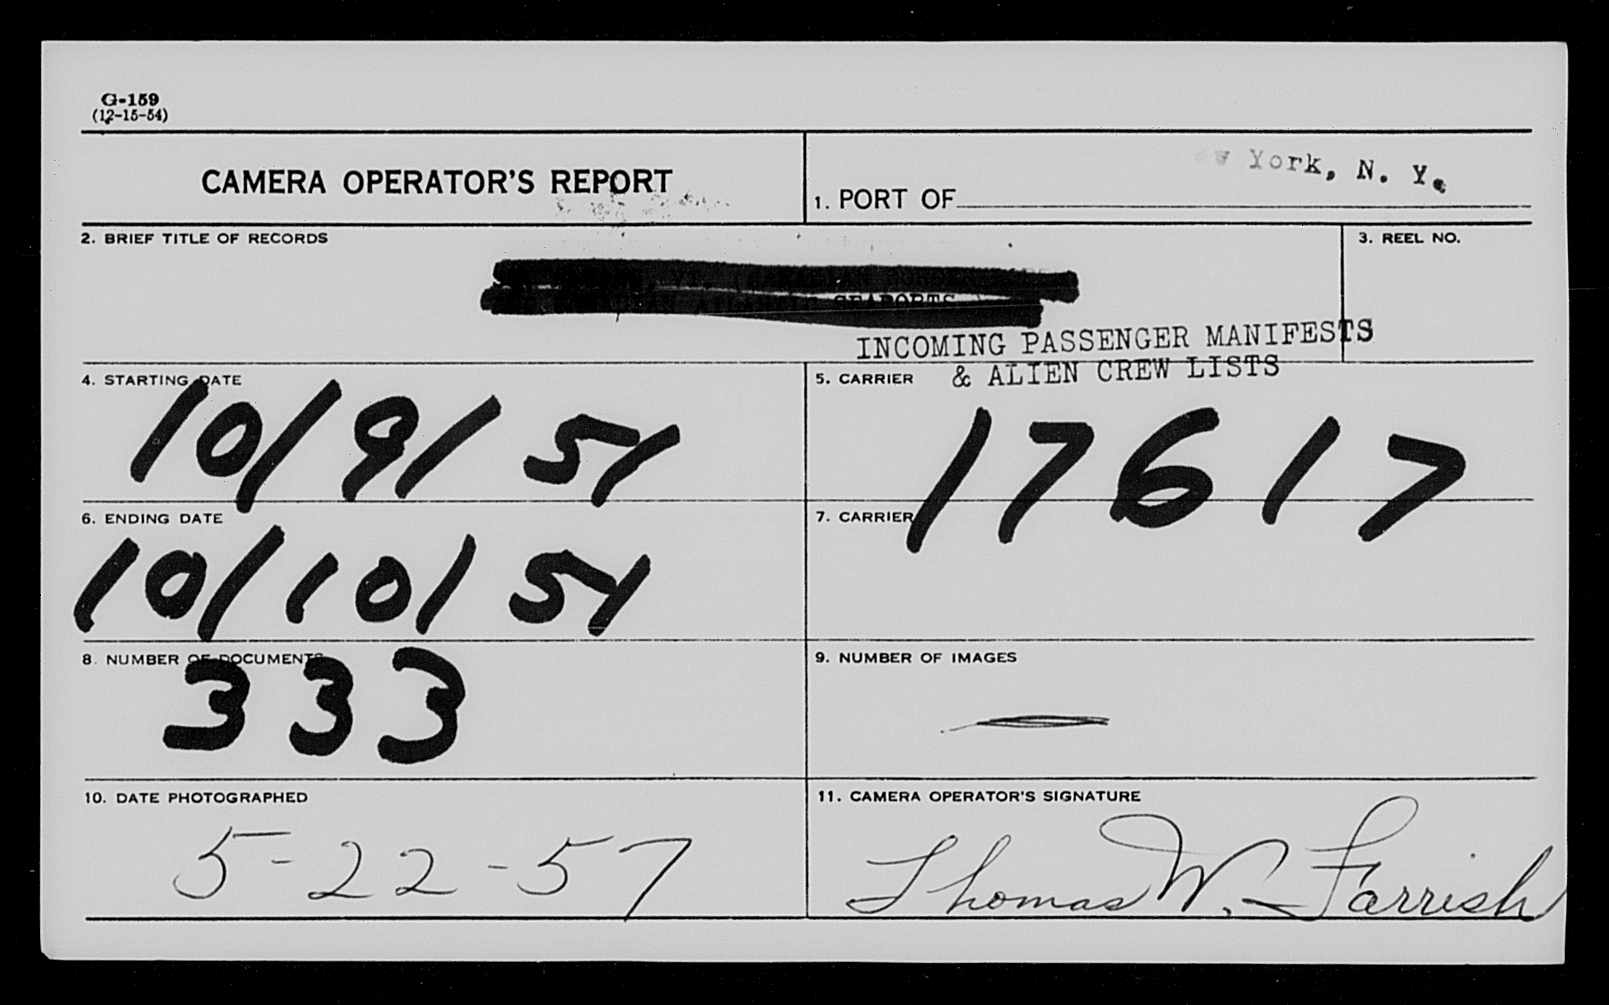 G-159
(12-15-54)
CAMERA OPERATOR'S REPORT
York, N. Y.
1. PORT OF
2. BRIEF TITLE OF RECORDS
3. REEL NO.
SEAPORTS
INCOMING PASSENGER MANIFESTS
& ALIEN CREW LISTS
4. STARTING DATE
10/9/51
5. CARRIER
17617
6. ENDING DATE
10/10/51
7. CARRIER
8. NUMBER OF DOCUMENTS
333
9. NUMBER OF IMAGES
10. DATE PHOTOGRAPHED
5-22-57
11. CAMERA OPERATOR'S SIGNATURE
Thomas W. Farrish